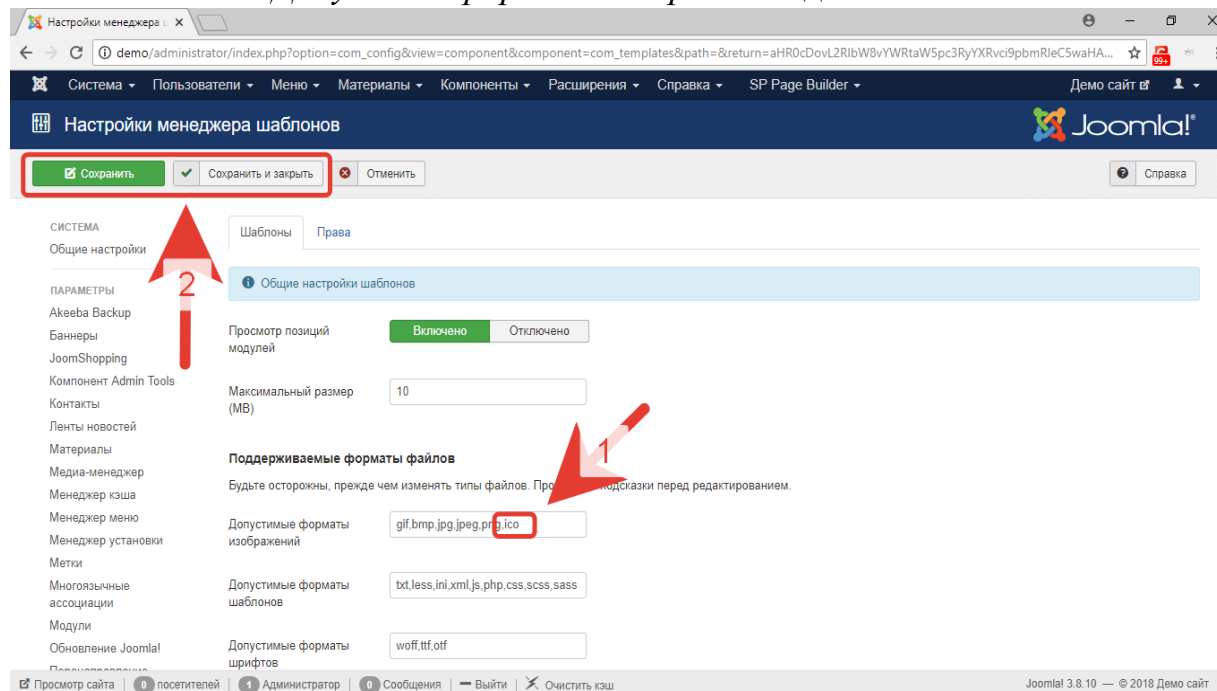 Настройки менеджера ш
demo/administrator/index.php?option=com_config&view=component&component=com_templates&path=&return=aHR0cDovL2RlbW8vYWRtaW5pc3RyYXRvci9pbmRleC5waHA...
99+
Система Пользователи Меню Материалы Компоненты Расширения Справка SP Page Builder Демо сайт
Настройки менеджера шаблонов Joomla!®
Сохранить Сохранить и закрыть Отменить Справка
СИСТЕМА
Общие настройки
ПАРАМЕТРЫ
Akeeba Backup
Баннеры
JoomShopping
Компонент Admin Tools
Контакты
Ленты новостей
Материалы
Медиа-менеджер
Менеджер кэша
Менеджер меню
Менеджер установки
Метки
Многоязычные
ассоциации
Модули
Обновление Joomla!
Перенаправление
2
Шаблоны Права
Общие настройки шаблонов
Просмотр позиций
модулей
Включено Отключено
Максимальный размер
(MB)
10
1
Поддерживаемые форматы файлов
Будьте осторожны, прежде чем изменять типы файлов. подсказки перед редактированием.
Допустимые форматы
изображений
gif,bmp,jpg,jpeg,png,ico
Допустимые форматы
шаблонов
txt,less,ini,xml,js,php,css,scss,sass
Допустимые форматы
шрифтов
woff,ttf,otf
Просмотр сайта 0 посетителей 1 Администратор 0 Сообщения Выйти Очистить кэш Joomla! 3.8.10 — © 2018 Демо сайт